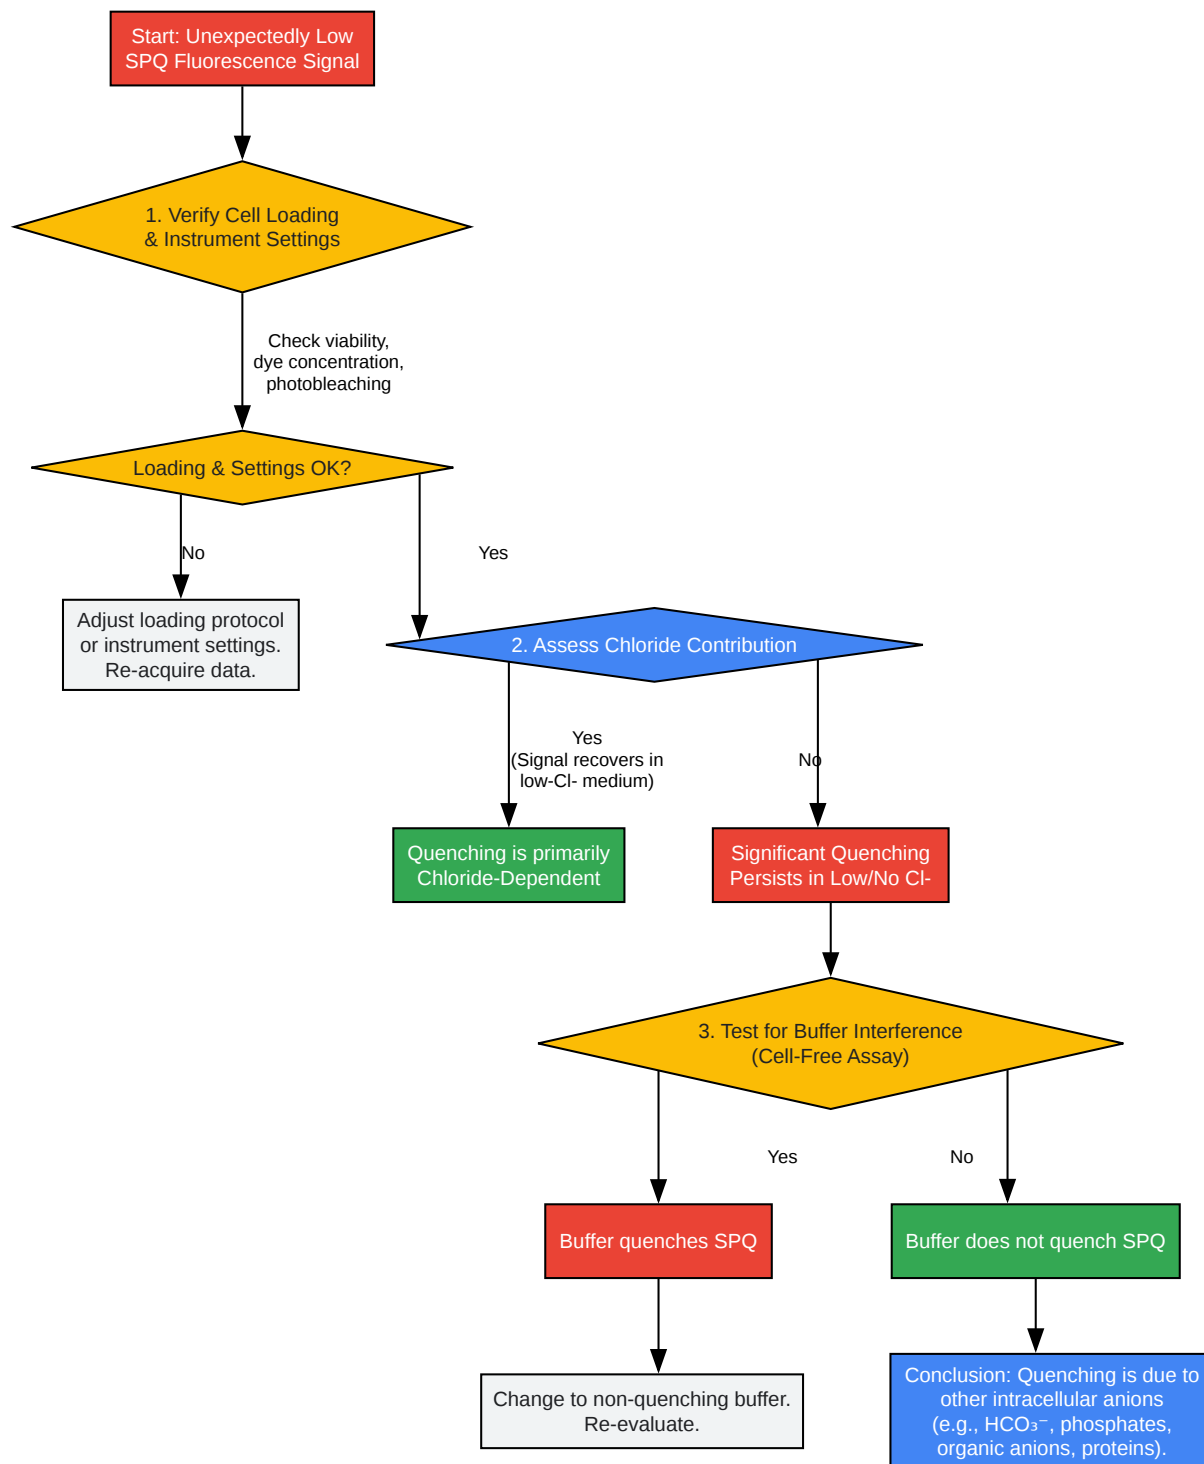 Start: Unexpectedly Low
SPQ Fluorescence Signal
1. Verify Cell Loading
& Instrument Settings
Check viability,
dye concentration,
photobleaching
Loading & Settings OK?
No
Yes
Adjust loading protocol
or instrument settings.
Re-acquire data.
2. Assess Chloride Contribution
Yes
(Signal recovers in
low-Cl- medium)
No
Quenching is primarily
Chloride-Dependent
Significant Quenching
Persists in Low/No Cl-
3. Test for Buffer Interference
(Cell-Free Assay)
Yes
No
Buffer quenches SPQ
Buffer does not quench SPQ
Change to non-quenching buffer.
Re-evaluate.
Conclusion: Quenching is due to
other intracellular anions
(e.g., HCO₃⁻, phosphates,
organic anions, proteins).